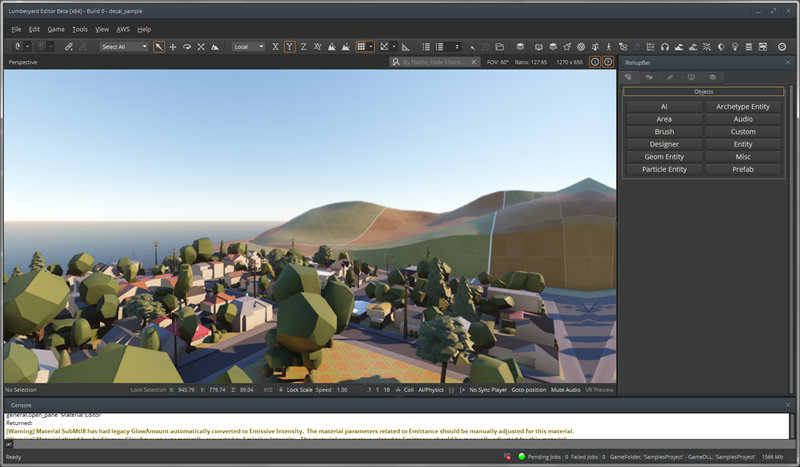 Lumberyard Editor Beta [x64] - Build 0 - decal_sample
File Edit Game Tools View AWS Help
Select All Local X Y Z XY
Perspective
By Name, Hide Filtere... FOV: 60° Ratio: 127:65 1270 x 650
RollupBar
Objects
AI Archetype Entity
Area Audio
Brush Custom
Designer Entity
Geom Entity Misc
Particle Entity Prefab
No Selection Lock Selection X: 945.79 Y: 779.74 Z: 89.04 XYZ Lock Scale Speed: 1.00 .1 1 10 Coll AI/Physics No Sync Player Goto position Mute Audio VR Preview
Console
general.open_pane 'Material Editor'
Returned:
[Warning] Material SubMtl8 has had legacy GlowAmount automatically converted to Emissive Intensity. The material parameters related to Emittance should be manually adjusted for this material.
Ready Pending Jobs : 0 Failed Jobs : 0 GameFolder: 'SamplesProject' - GameDLL: 'SamplesProject' 1566 Mb